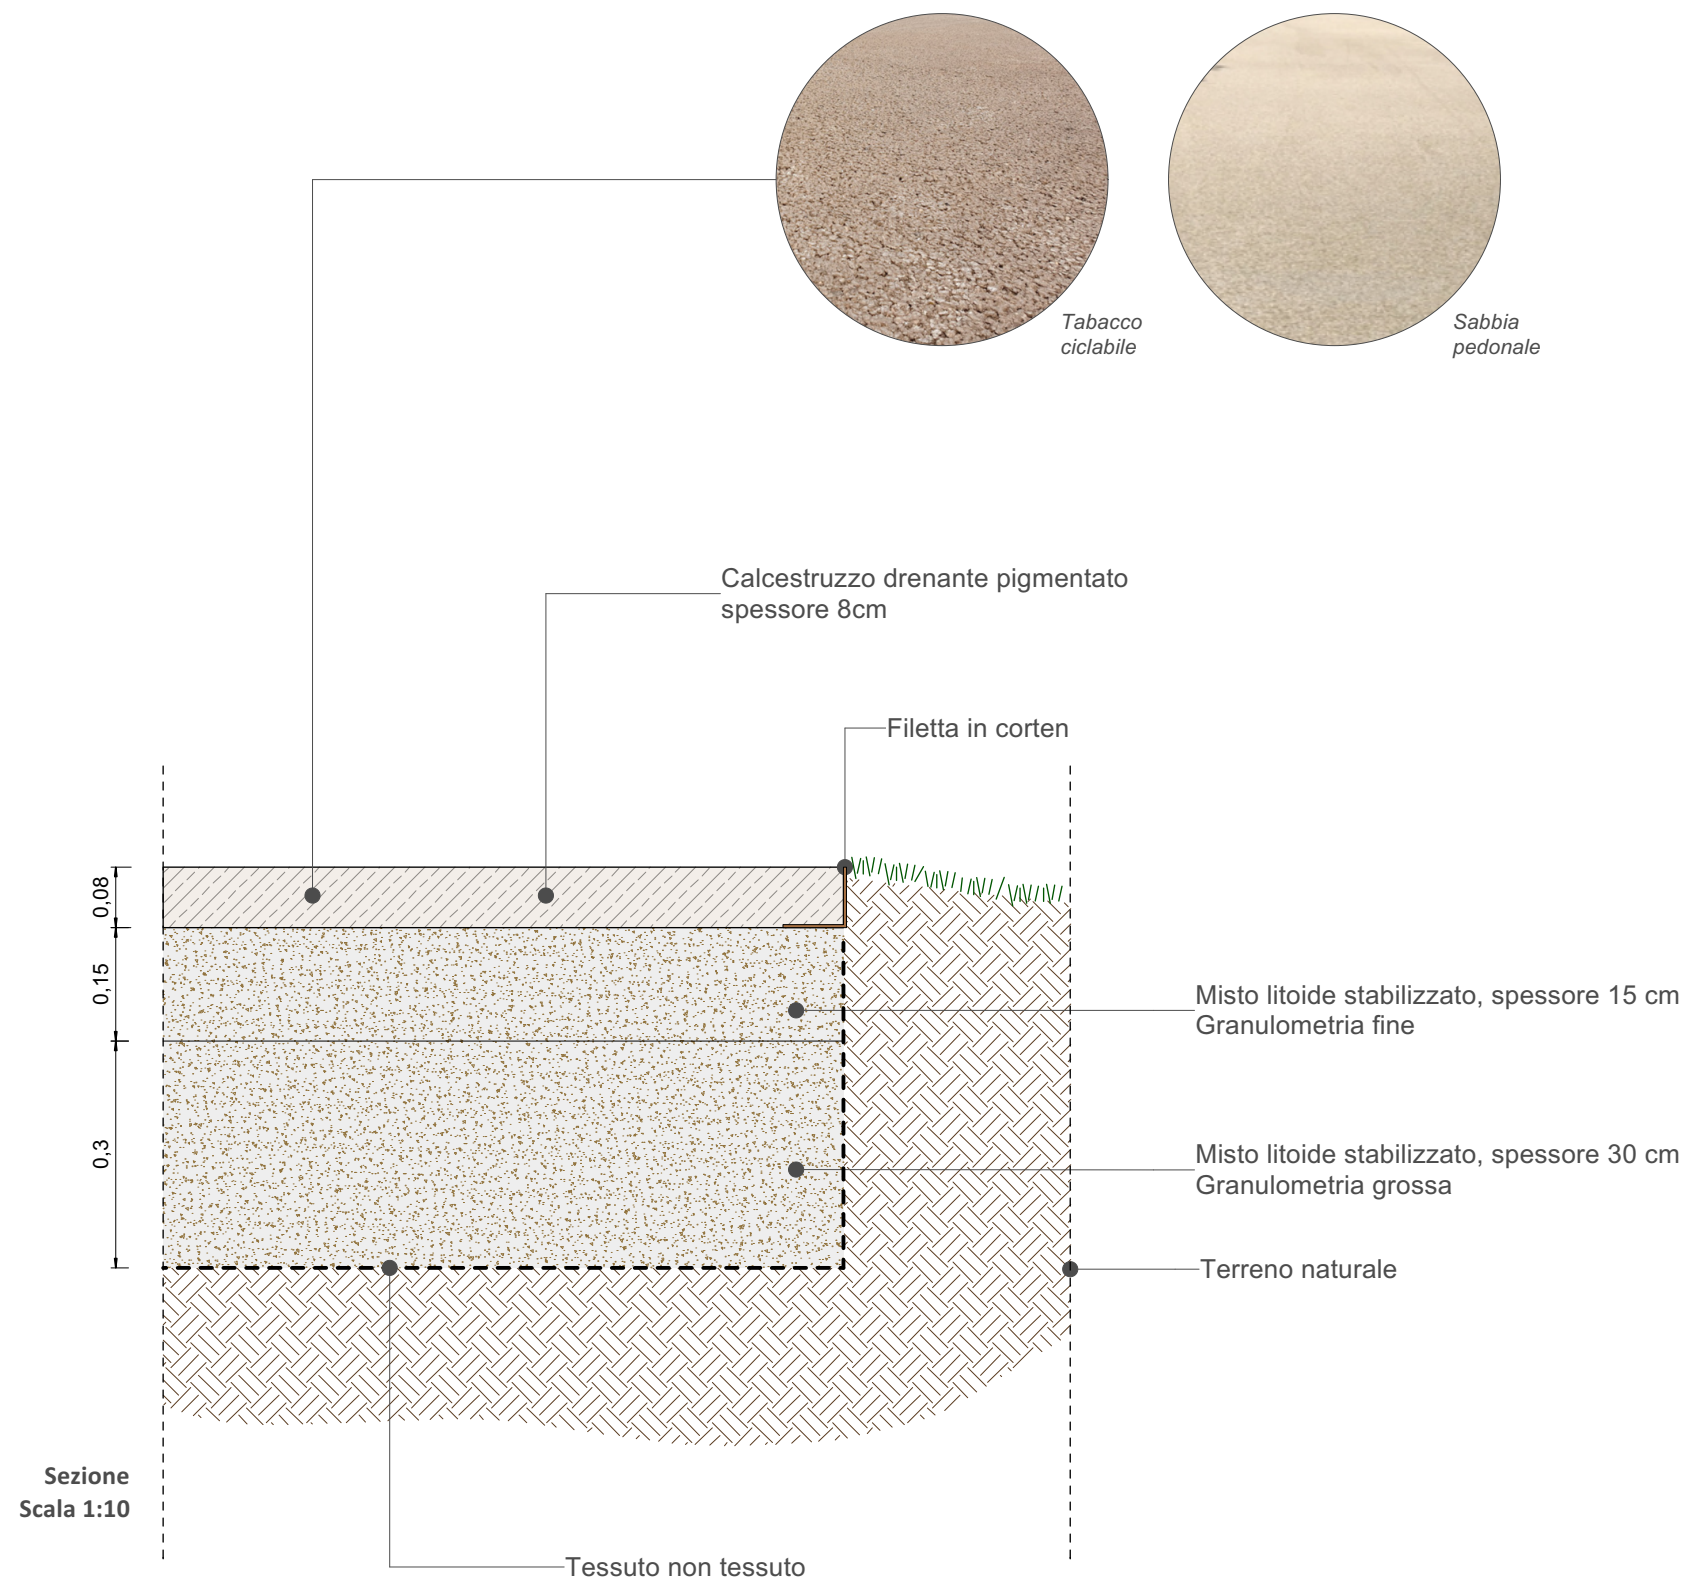 Tabacco
ciclabile
Sabbia
pedonale
Calcestruzzo drenante pigmentato
spessore 8cm
Filetta in corten
0,08
0,15
0,3
Misto litoide stabilizzato, spessore 15 cm
Granulometria fine
Misto litoide stabilizzato, spessore 30 cm
Granulometria grossa
Terreno naturale
Sezione
Scala 1:10
Tessuto non tessuto